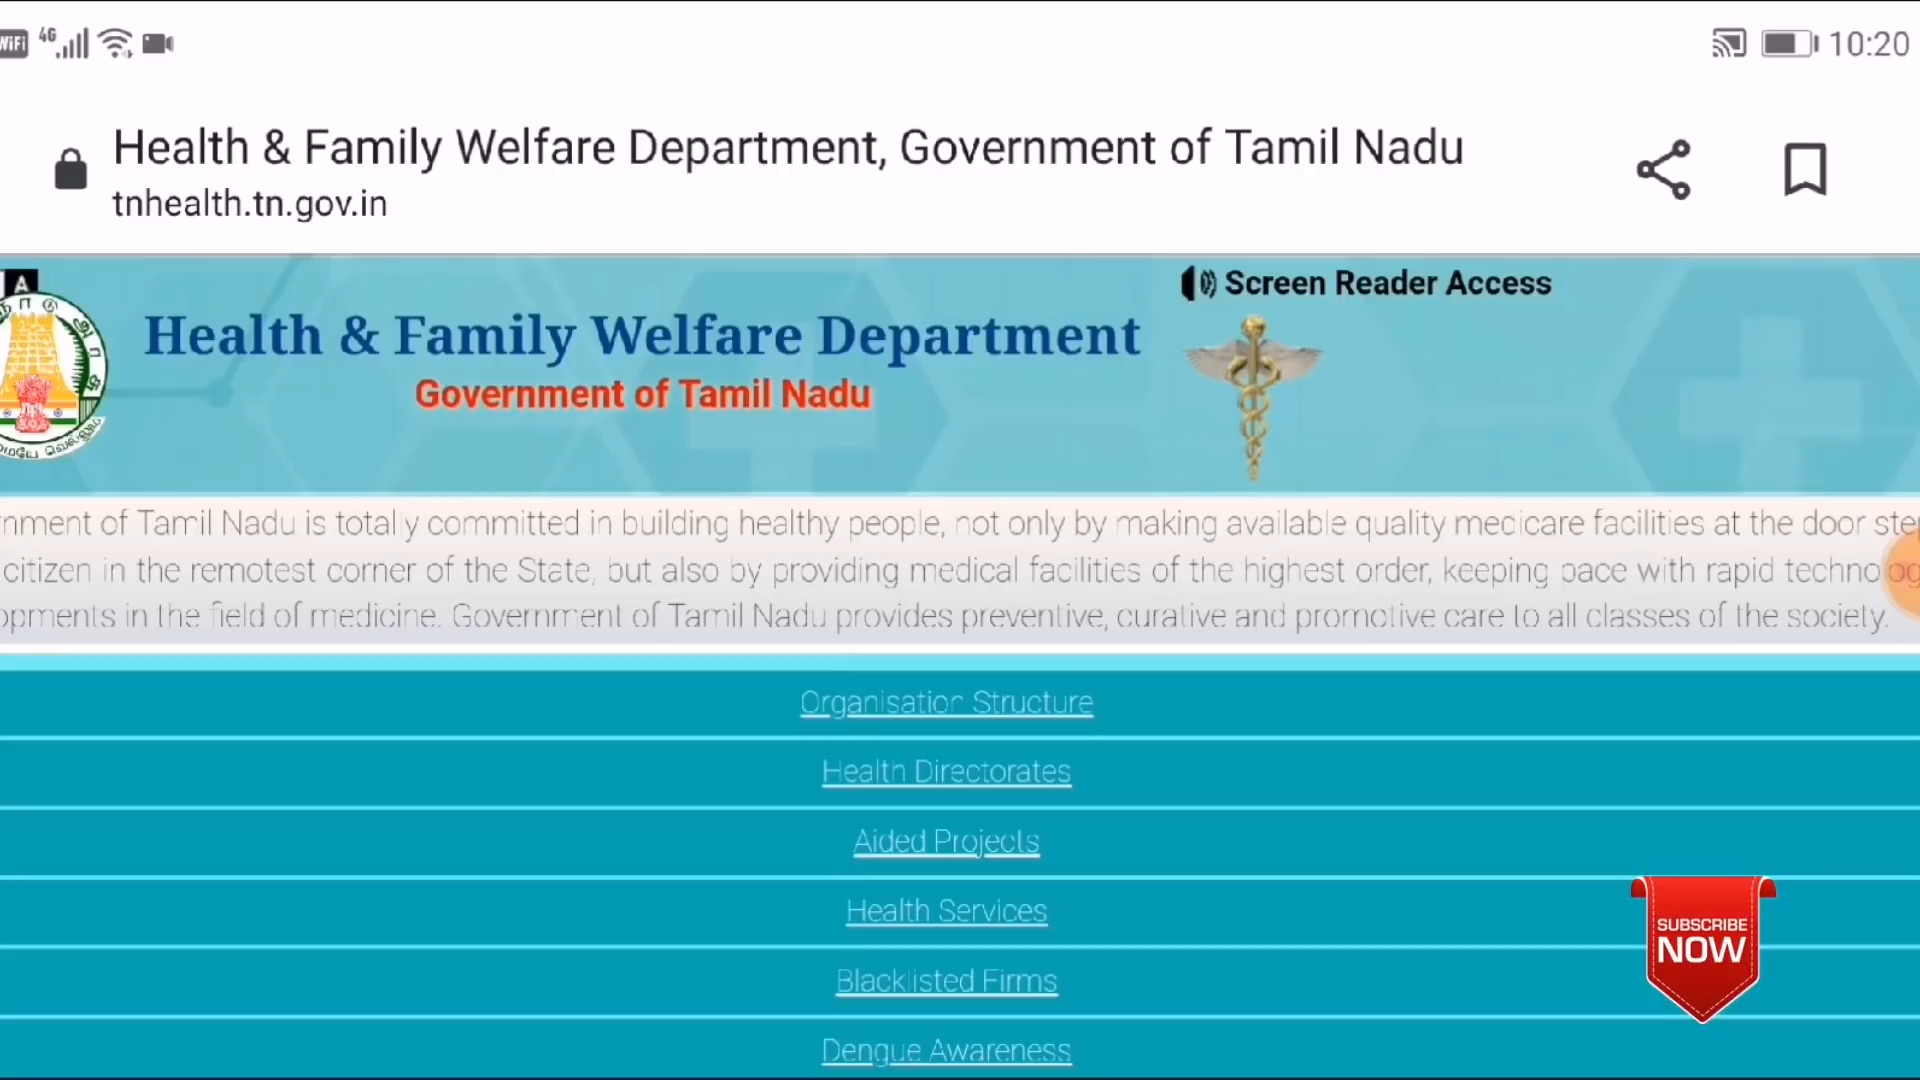 WiFi 4G 10:20
Health & Family Welfare Department, Government of Tamil Nadu
tnhealth.tn.gov.in
A
Screen Reader Access
Health & Family Welfare Department
Government of Tamil Nadu
of Tamil Nadu is totally committed in building healthy people, not only by making available quality medicare facilities at the door
citizen in the remotest corner of the State, but also by providing medical facilities of the highest order, keeping pace with rapid
in the field of medicine. Government of Tamil Nadu provides preventive, curative and promotive care to all classes of the society.
Organisation Structure
Health Directorates
Aided Projects
Health Services
Blacklisted Firms
Dengue Awareness
SUBSCRIBE
NOW